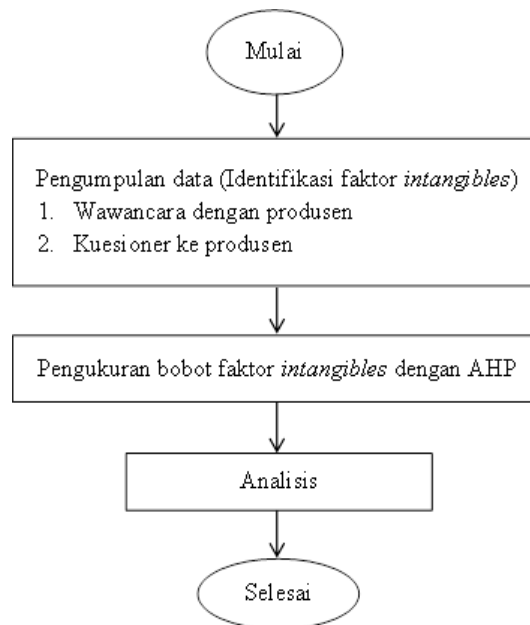 Mulai
Pengumpulan data (Identifikasi faktor intangibles)
1. Wawancara dengan produsen
2. Kuesioner ke produsen
Pengukuran bobot faktor intangibles dengan AHP
Analisis
Selesai